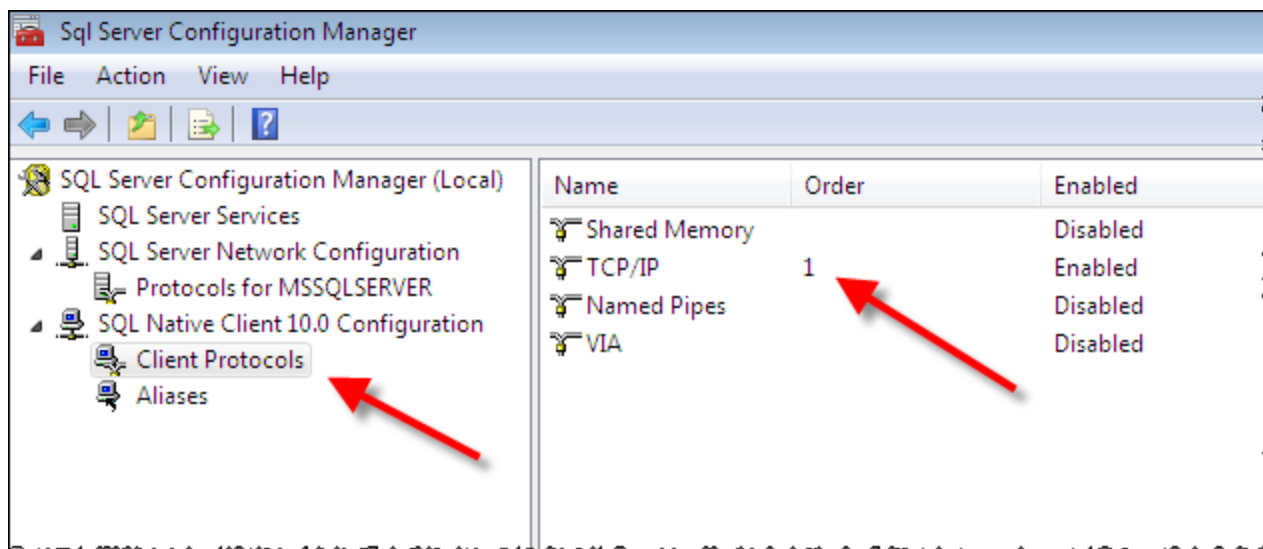 Sql Server Configuration Manager
File Action View Help
SQL Server Configuration Manager (Local)
SQL Server Services
SQL Server Network Configuration
Protocols for MSSQLSERVER
SQL Native Client 10.0 Configuration
Client Protocols
Aliases
Name Order Enabled
Shared Memory Disabled
TCP/IP 1 Enabled
Named Pipes Disabled
VIA Disabled